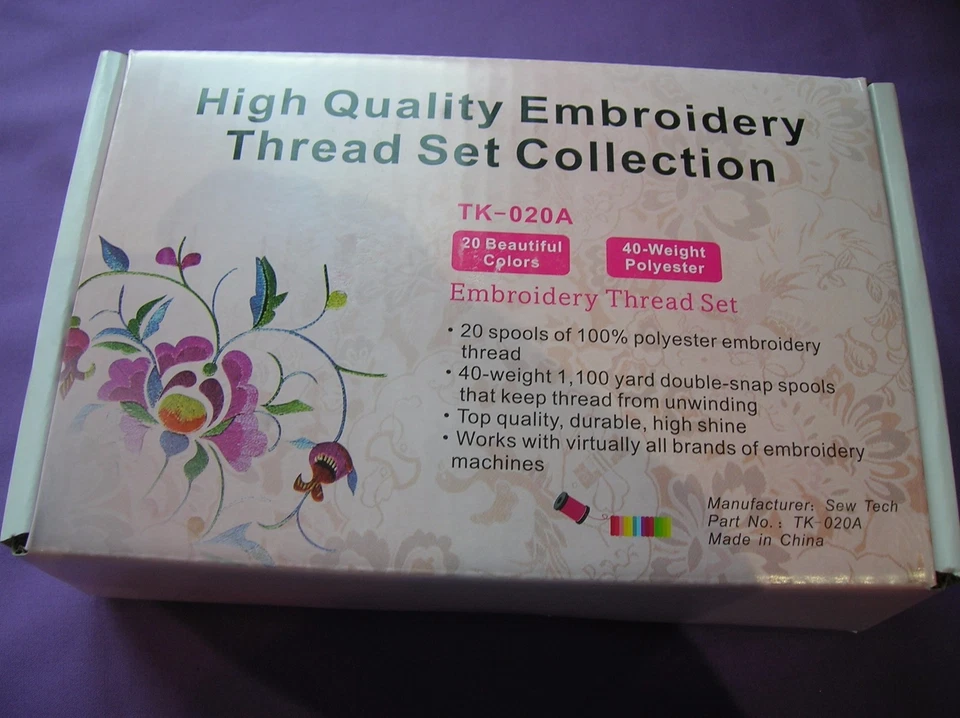 High Quality Embroidery
Thread Set Collection
TK-020A
20 Beautiful
Colors
40-Weight
Polyester
Embroidery Thread Set
• 20 spools of 100% polyester embroidery
thread
• 40-weight 1,100 yard double-snap spools
that keep thread from unwinding
• Top quality, durable, high shine
• Works with virtually all brands of embroidery
machines
Manufacturer: Sew Tech
Part No.: TK-020A
Made in China